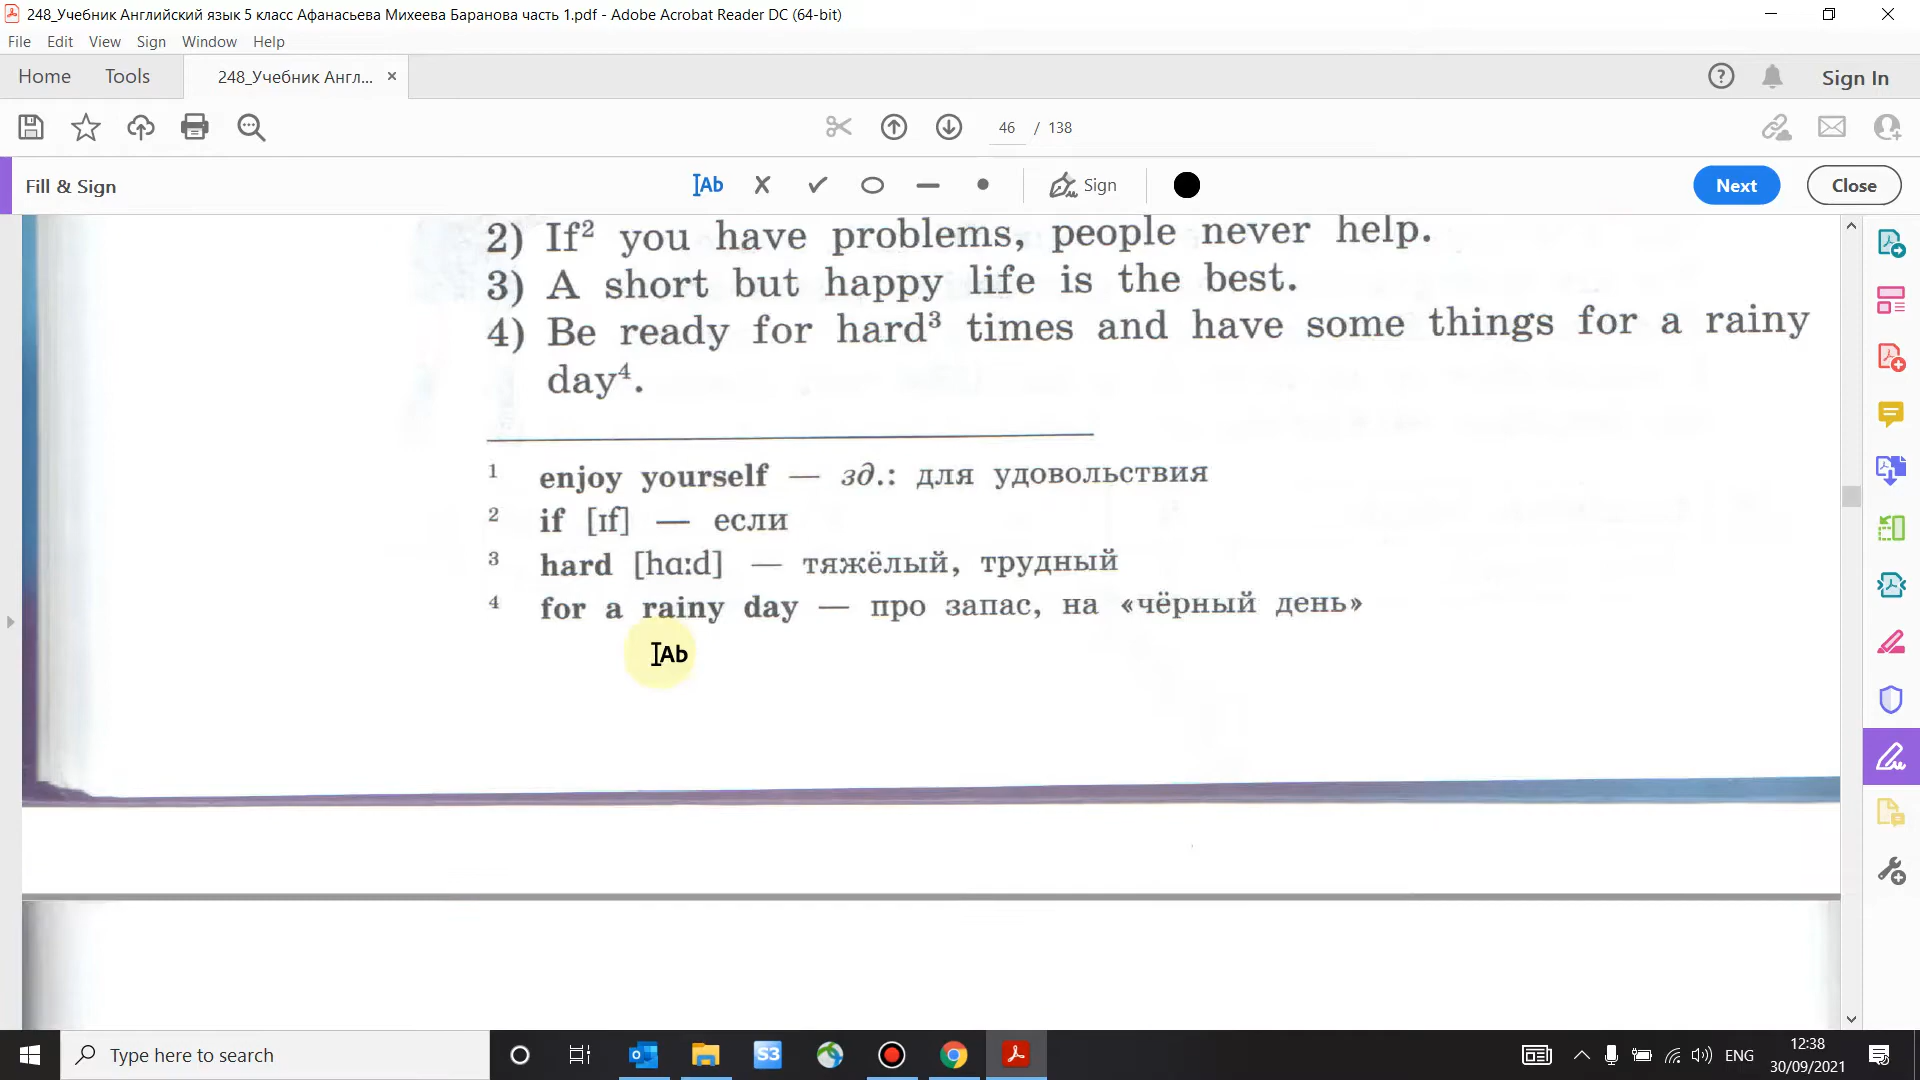 248_Учебник Английский язык 5 класс Афанасьева Михеева Баранова часть 1.pdf - Adobe Acrobat Reader DC (64-bit)
File Edit View Sign Window Help
Home Tools 248_Учебник Англ... × Sign In
46 / 138
Fill & Sign Ab Sign Next Close
2) If² you have problems, people never help.
3) A short but happy life is the best.
4) Be ready for hard³ times and have some things for a rainy
day⁴.
1 enjoy yourself — зд.: для удовольствия
2 if [ɪf] — если
3 hard [hɑ:d] — тяжёлый, трудный
4 for a rainy day — про запас, на «чёрный день»
Ab
Type here to search S3 ENG 12:38
30/09/2021